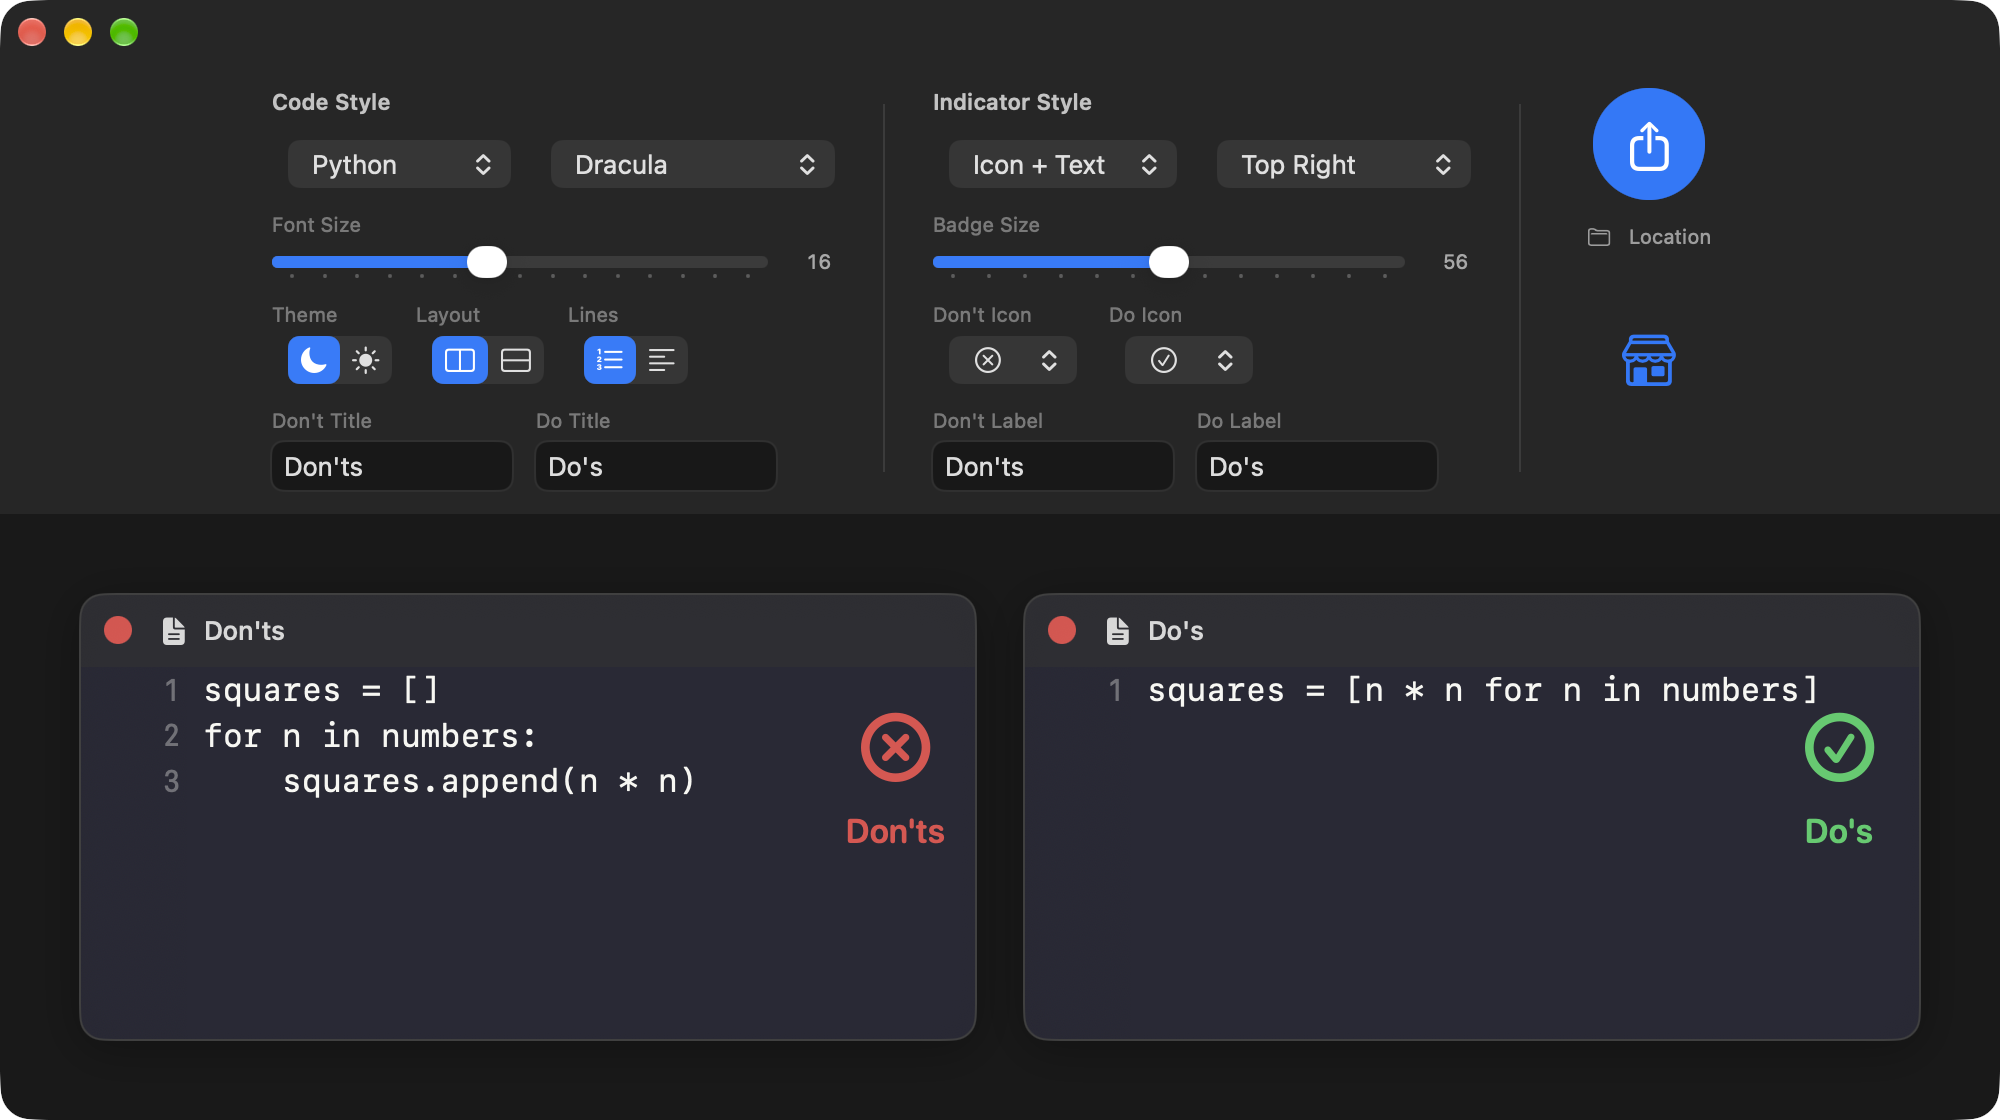 Code Style
Python
Dracula
Font Size
16
Theme
Layout
Lines
1
2
3
Don't Title
Do Title
Don'ts
Do's
Indicator Style
Icon + Text
Top Right
Badge Size
56
Don't Icon
Do Icon
Don't Label
Do Label
Don'ts
Do's
Location
Don'ts
1 squares = []
2 for n in numbers:
3     squares.append(n * n)
Don'ts
Do's
1 squares = [n * n for n in numbers]
Do's